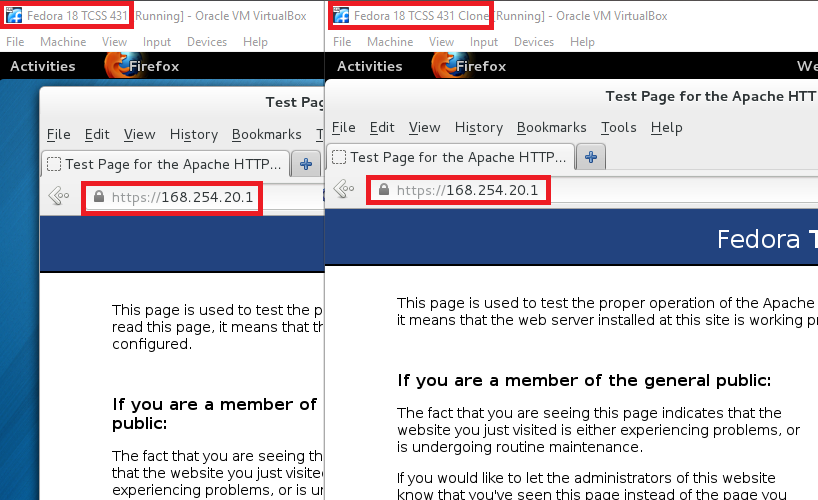 Fedora 18 TCSS 431 [Running] - Oracle VM VirtualBox
File Machine View Input Devices Help
Activities Firefox
Test Pag
File Edit View History Bookmarks T
Test Page for the Apache HTTP...
https://168.254.20.1
This page is used to test the p
read this page, it means that th
configured.
If you are a member of
public:
The fact that you are seeing th
that the website you just visited
experiencing problems, or is un
Fedora 18 TCSS 431 Clone [Running] - Oracle VM VirtualBox
File Machine View Input Devices Help
Activities Firefox We
Test Page for the Apache HTT
File Edit View History Bookmarks Tools Help
Test Page for the Apache HTTP...
https://168.254.20.1
Fedora T
This page is used to test the proper operation of the Apache
it means that the web server installed at this site is working pr
If you are a member of the general public:
The fact that you are seeing this page indicates that the
website you just visited is either experiencing problems, or
is undergoing routine maintenance.
If you would like to let the administrators of this website
know that you've seen this page instead of the page you